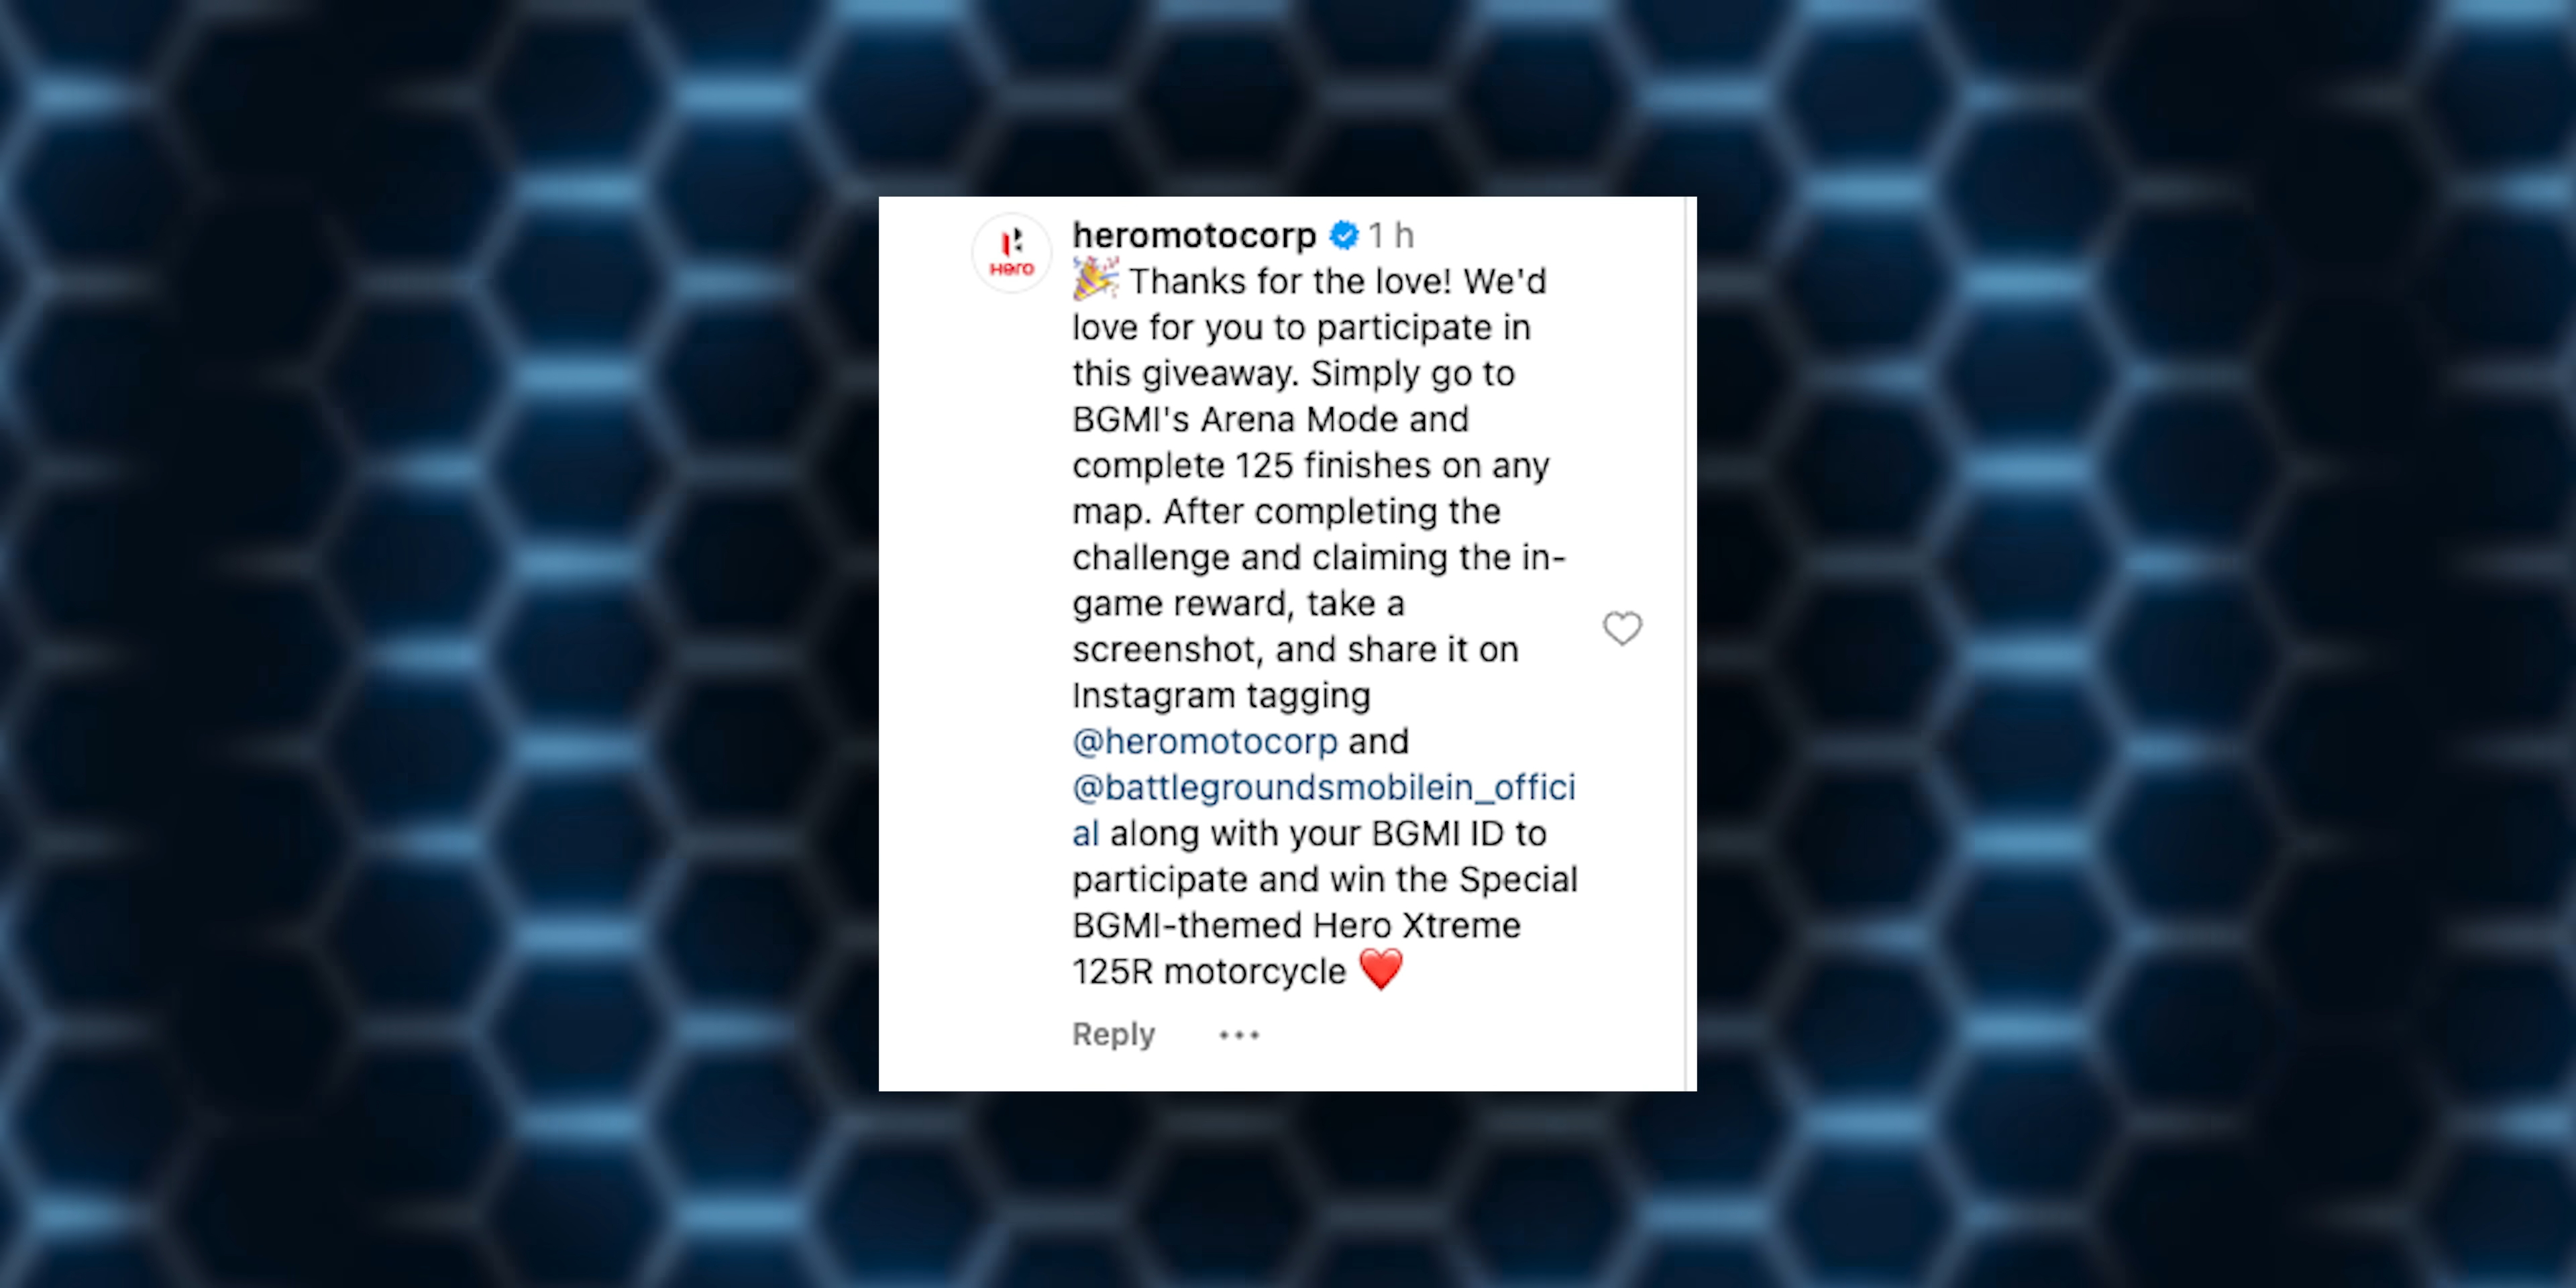 HERO
heromotocorp 1 h
🎉 Thanks for the love! We'd
love for you to participate in
this giveaway. Simply go to
BGMI's Arena Mode and
complete 125 finishes on any
map. After completing the
challenge and claiming the in-
game reward, take a
screenshot, and share it on
Instagram tagging
@heromotocorp and
@battlegroundsmobilein_offici
al along with your BGMI ID to
participate and win the Special
BGMI-themed Hero Xtreme
125R motorcycle ❤️
Reply ...